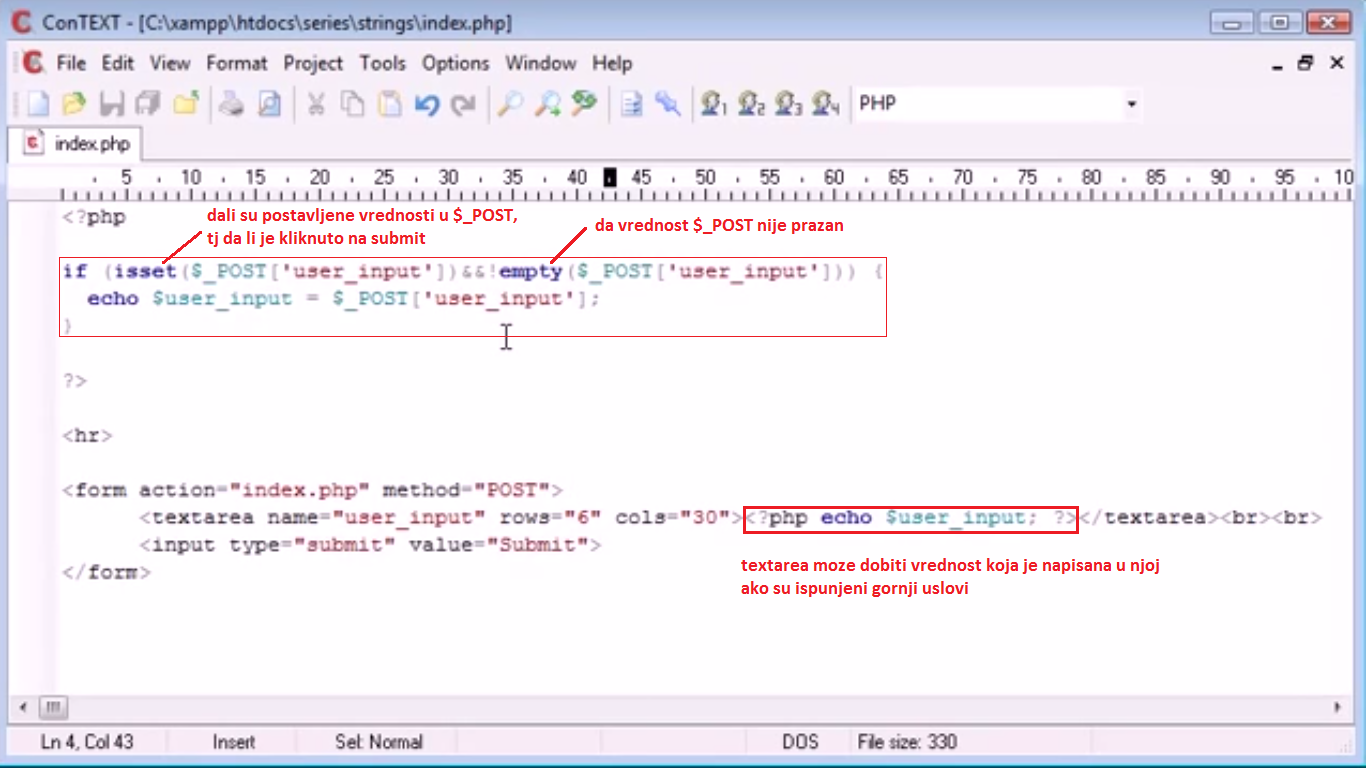 ConTEXT - [C:\xampp\htdocs\series\strings\index.php]
File Edit View Format Project Tools Options Window Help
1 2 3 4 PHP
index.php
5 10 15 20 25 30 35 40 45 50 55 60 65 70 75 80 85 90 95 10
<?php
dali su postavljene vrednosti u $_POST,
tj da li je kliknuto na submit
da vrednost $_POST nije prazan
if (isset($_POST['user_input'])&&!empty($_POST['user_input'])) {
echo $user_input = $_POST['user_input'];
}
?>
<hr>
<form action="index.php" method="POST">
<textarea name="user_input" rows="6" cols="30"><?php echo $user_input; ?></textarea><br><br>
<input type="submit" value="Submit">
</form>
textarea moze dobiti vrednost koja je napisana u njoj
ako su ispunjeni gornji uslovi
Ln 4, Col 43 Insert Sel: Normal DOS File size: 330